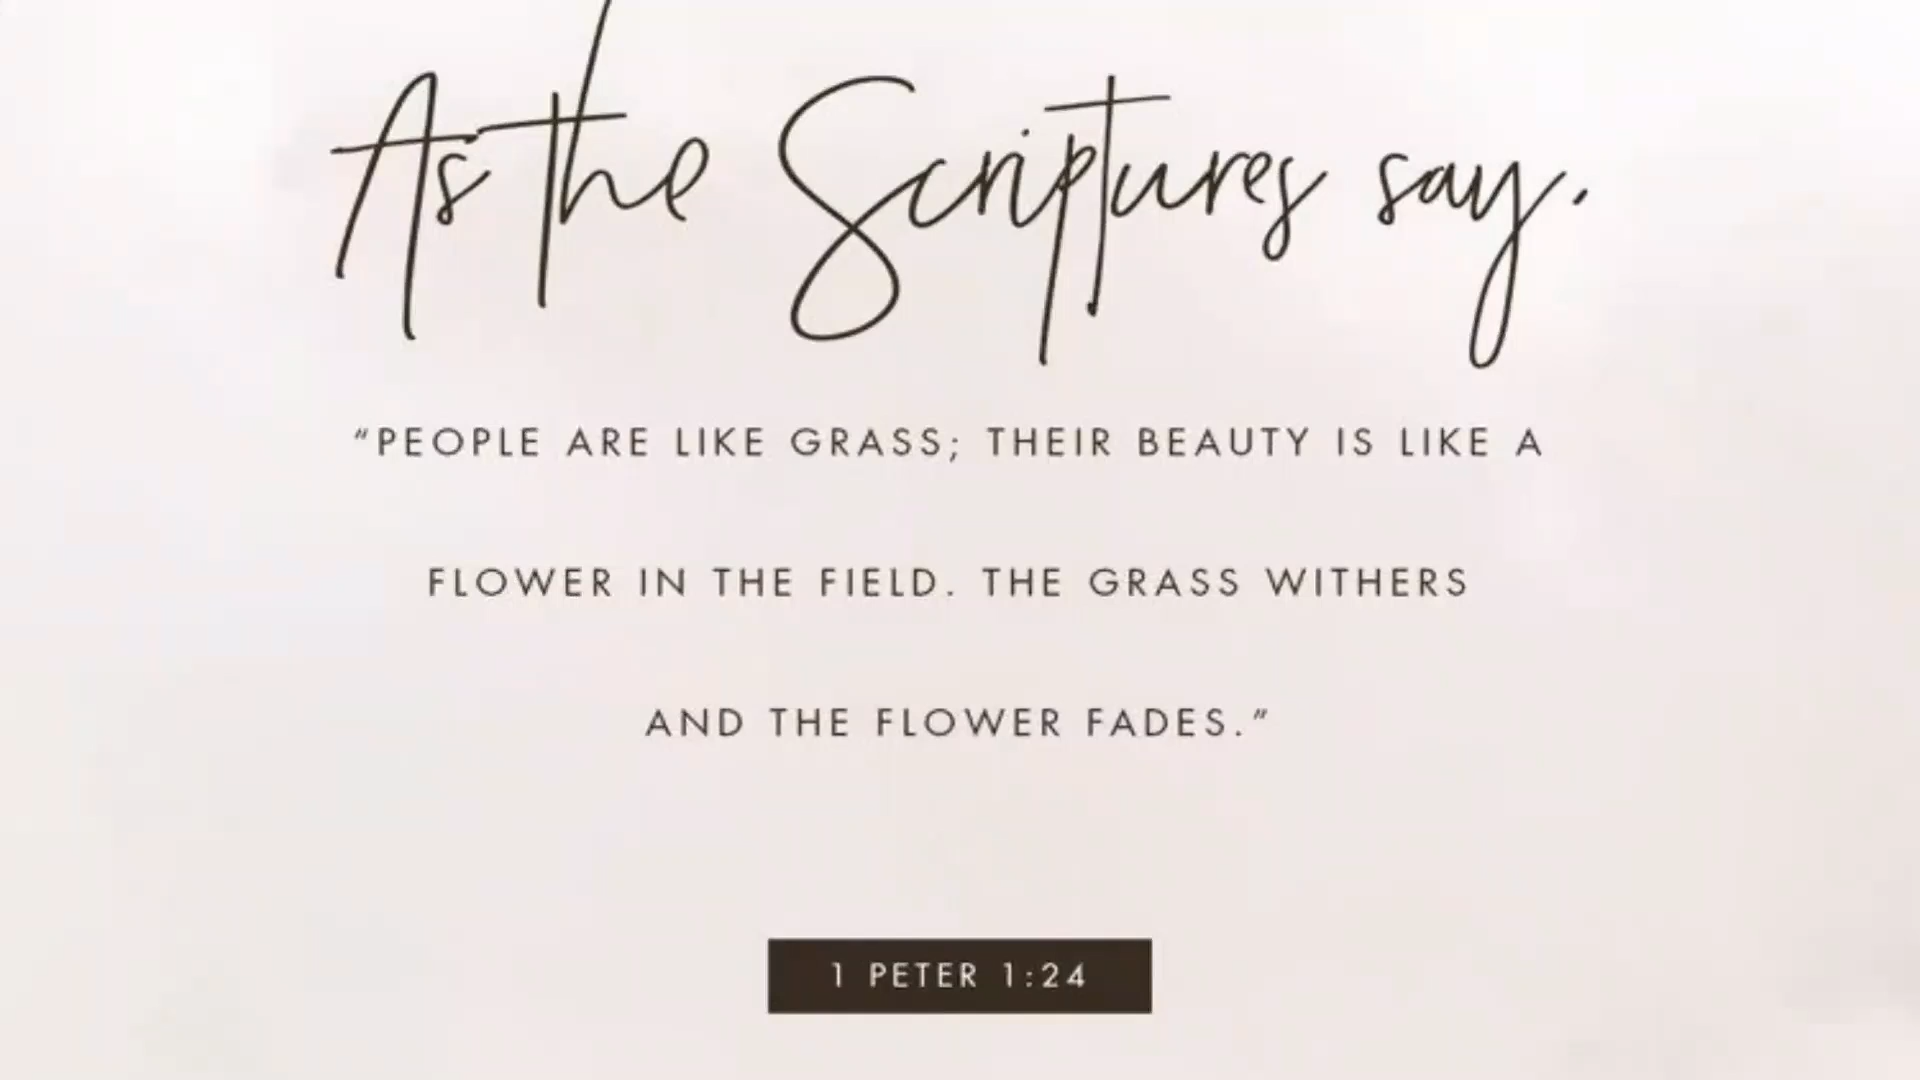 As the Scriptures say,
“PEOPLE ARE LIKE GRASS; THEIR BEAUTY IS LIKE A
FLOWER IN THE FIELD. THE GRASS WITHERS
AND THE FLOWER FADES.”
1 PETER 1:24